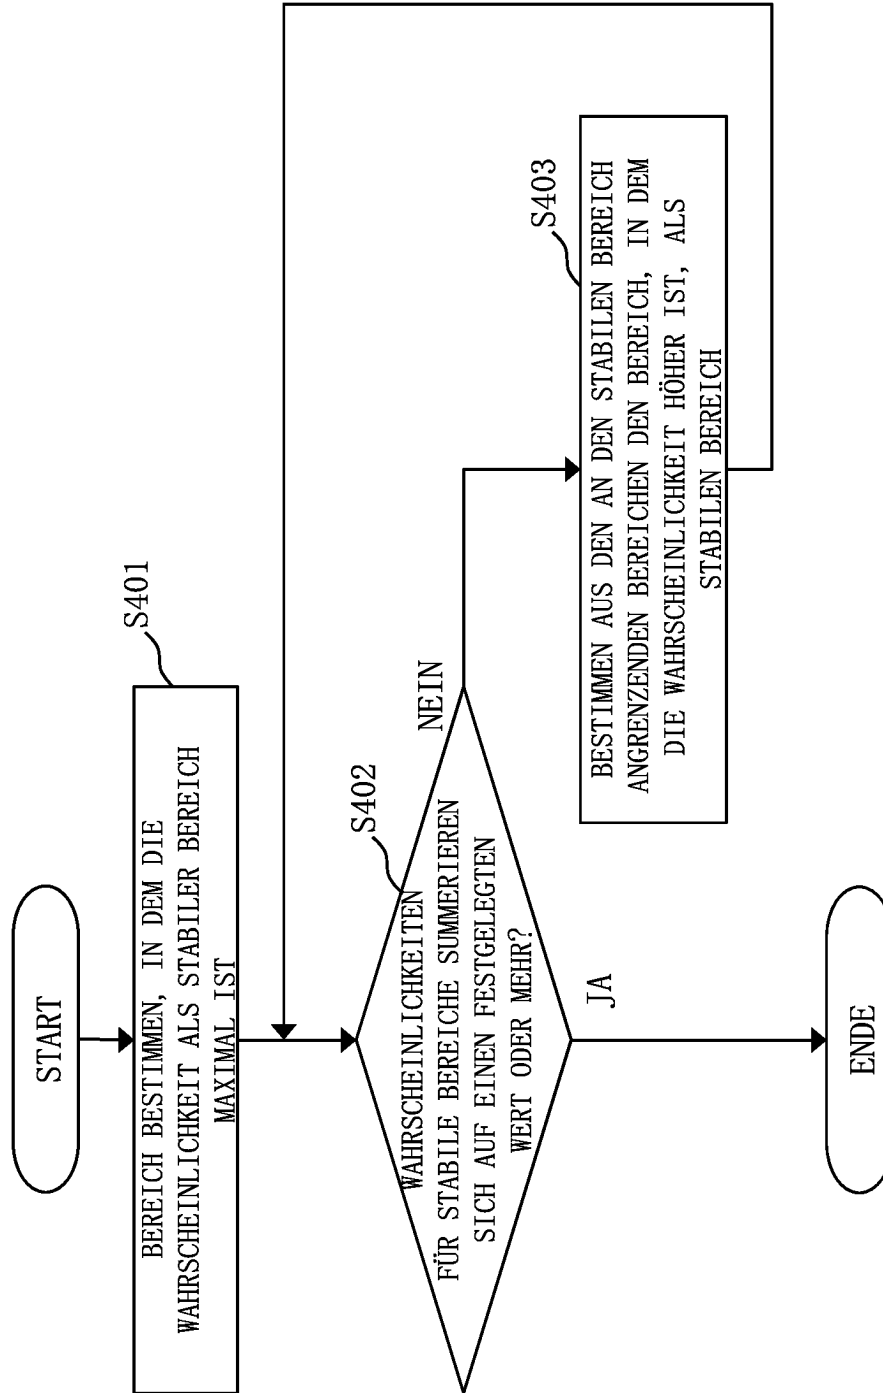 START
S401
BEREICH BESTIMMEN, IN DEM DIE
WAHRSCHEINLICHKEIT ALS STABILER BEREICH
MAXIMAL IST
S402
WAHRSCHEINLICHKEITEN
FÜR STABILE BEREICHE SUMMERIEREN
SICH AUF EINEN FESTGELEGTEN
WERT ODER MEHR?
NEIN
JA
S403
BESTIMMEN AUS DEN AN DEN STABILEN BEREICH
ANGRENZENDEN BEREICHEN DEN BEREICH, IN DEM
DIE WAHRSCHEINLICHKEIT HÖHER IST, ALS
STABILEN BEREICH
ENDE